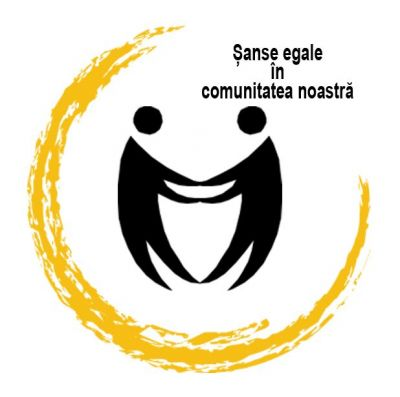 Șanse egale
în
comunitatea noastră